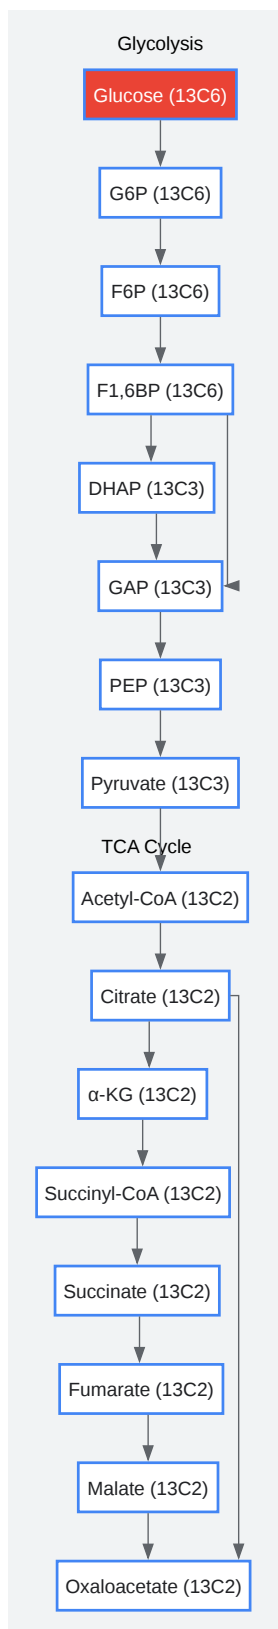 Glycolysis
Glucose (13C6)
G6P (13C6)
F6P (13C6)
F1,6BP (13C6)
DHAP (13C3)
GAP (13C3)
PEP (13C3)
Pyruvate (13C3)
TCA Cycle
Acetyl-CoA (13C2)
Citrate (13C2)
α-KG (13C2)
Succinyl-CoA (13C2)
Succinate (13C2)
Fumarate (13C2)
Malate (13C2)
Oxaloacetate (13C2)